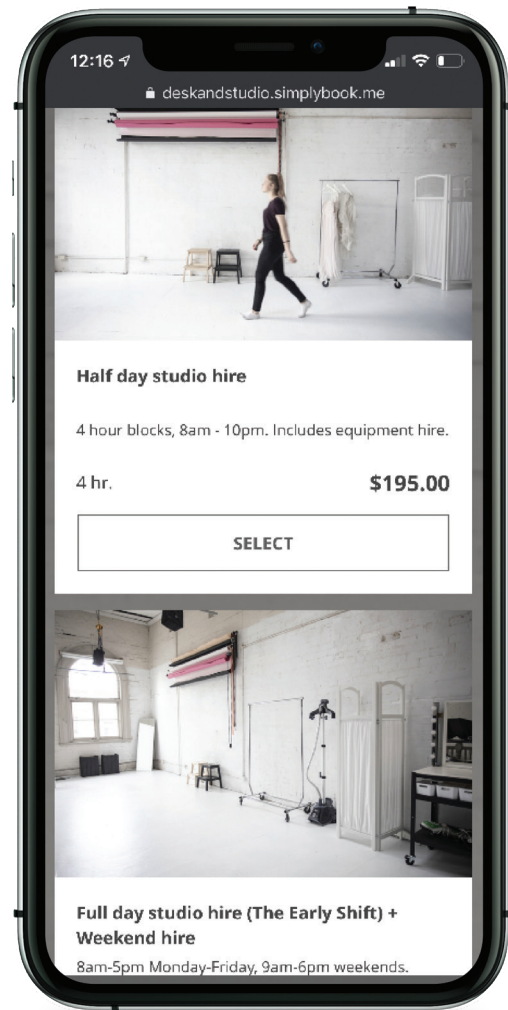 12:16
deskandstudio.simplybook.me
Half day studio hire
4 hour blocks, 8am - 10pm. Includes equipment hire.
4 hr.
$195.00
SELECT
Full day studio hire (The Early Shift) +
Weekend hire
8am-5pm Monday-Friday, 9am-6pm weekends.